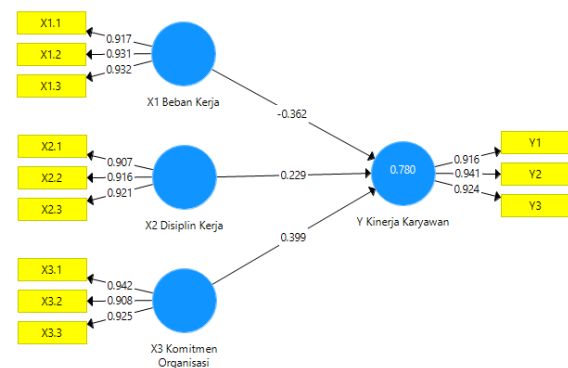 X1.1
0.917
X1.2
0.931
X1.3
0.932
X1 Beban Kerja
-0.362
X2.1
0.907
X2.2
0.916
X2.3
0.921
X2 Disiplin Kerja
0.229
X3.1
0.942
X3.2
0.908
X3.3
0.925
X3 Komitmen
Organisasi
0.399
0.780
Y Kinerja Karyawan
0.916
Y1
0.941
Y2
0.924
Y3